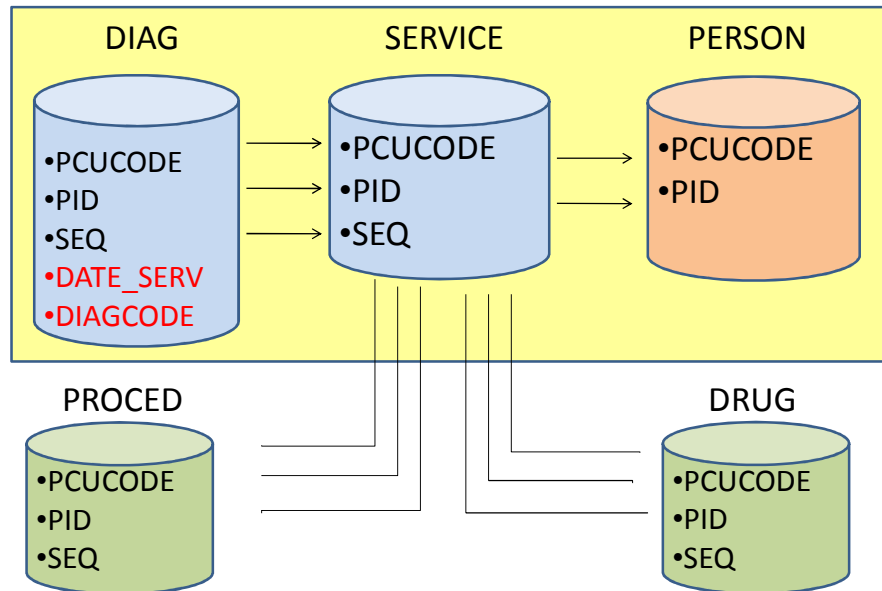 DIAG
•PCUCODE
•PID
•SEQ
•DATE_SERV
•DIAGCODE
SERVICE
•PCUCODE
•PID
•SEQ
PERSON
•PCUCODE
•PID
PROCED
•PCUCODE
•PID
•SEQ
DRUG
•PCUCODE
•PID
•SEQ